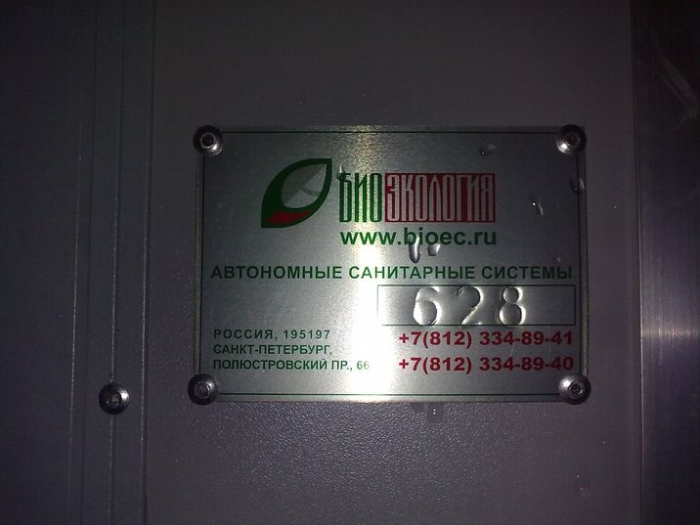 БИОЭКОЛОГИЯ
www.bioec.ru
АВТОНОМНЫЕ САНИТАРНЫЕ СИСТЕМЫ
628
РОССИЯ, 195197
САНКТ-ПЕТЕРБУРГ,
ПОЛЮСТРОВСКИЙ ПР., 66
+7(812) 334-89-41
+7(812) 334-89-40